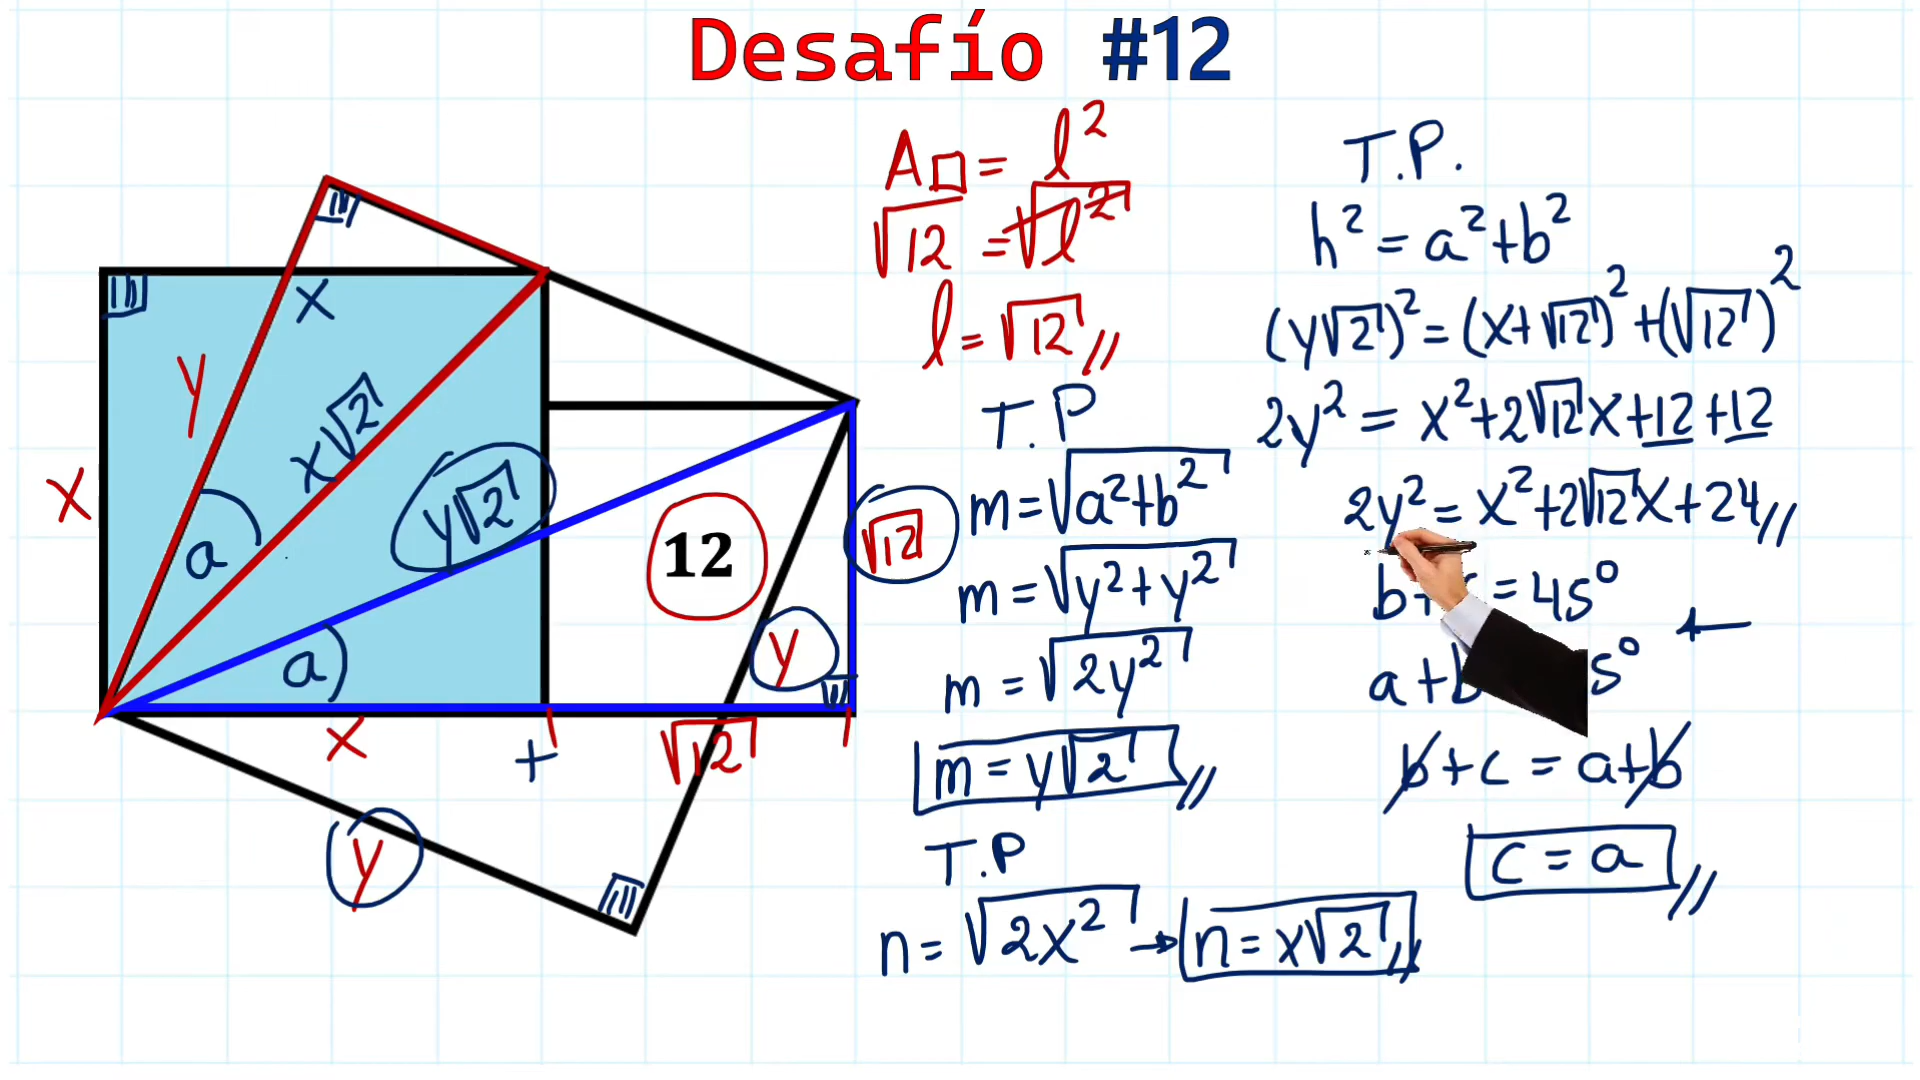 Desafío #12
A□ = l²
√12 = √l²
l = √12 //
T.P
m = √a²+b²
m = √y²+y²
m = √2y²
m = y√2 //
T.P
n = √2x² → n = x√2 //
T.P.
h² = a²+b²
(y√2)² = (x+√12)² + (√12)²
2y² = x²+2√12x+12+12
2y² = x²+2√12x+24 //
b+ = 45°
a+b 5°
b+c = a+b
c = a //
x
y
x
x√2
a
y√2
a
12
√12
y
x
+
√12
y